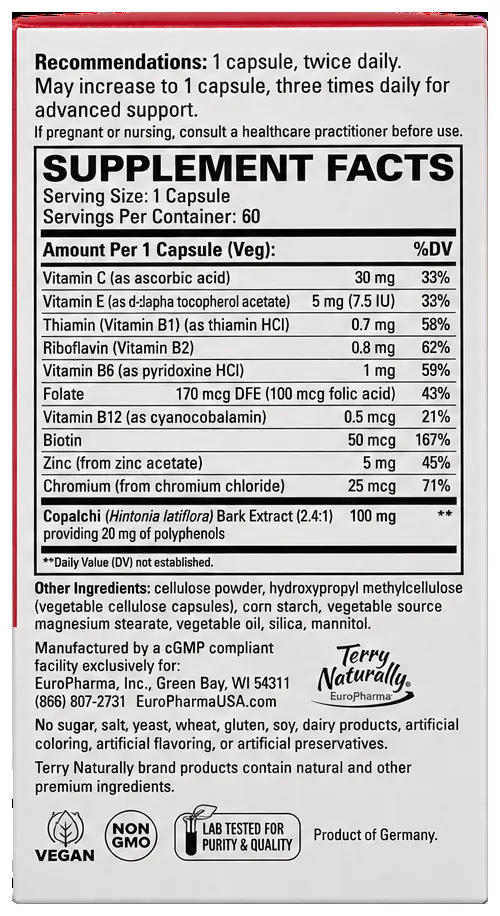 Recommendations: 1 capsule, twice daily.
May increase to 1 capsule, three times daily for
advanced support.
If pregnant or nursing, consult a healthcare practitioner before use.
SUPPLEMENT FACTS
Serving Size: 1 Capsule
Servings Per Container: 60
Amount Per 1 Capsule (Veg): %DV
Vitamin C (as ascorbic acid) 30 mg 33%
Vitamin E (as d-lapha tocopherol acetate) 5 mg (7.5 IU) 33%
Thiamin (Vitamin B1) (as thiamin HCl) 0.7 mg 58%
Riboflavin (Vitamin B2) 0.8 mg 62%
Vitamin B6 (as pyridoxine HCl) 1 mg 59%
Folate 170 mcg DFE (100 mcg folic acid) 43%
Vitamin B12 (as cyanocobalamin) 0.5 mcg 21%
Biotin 50 mcg 167%
Zinc (from zinc acetate) 5 mg 45%
Chromium (from chromium chloride) 25 mcg 71%
Copalchi (Hintonia latiflora) Bark Extract (2.4:1) 100 mg **
providing 20 mg of polyphenols
**Daily Value (DV) not established.
Other Ingredients: cellulose powder, hydroxypropyl methylcellulose
(vegetable cellulose capsules), corn starch, vegetable source
magnesium stearate, vegetable oil, silica, mannitol.
Manufactured by a cGMP compliant
facility exclusively for:
EuroPharma, Inc., Green Bay, WI 54311
(866) 807-2731 EuroPharmaUSA.com
Terry
Naturally®
EuroPharma
No sugar, salt, yeast, wheat, gluten, soy, dairy products, artificial
coloring, artificial flavoring, or artificial preservatives.
Terry Naturally brand products contain natural and other
premium ingredients.
VEGAN
NON
GMO
LAB TESTED FOR
PURITY & QUALITY
Product of Germany.